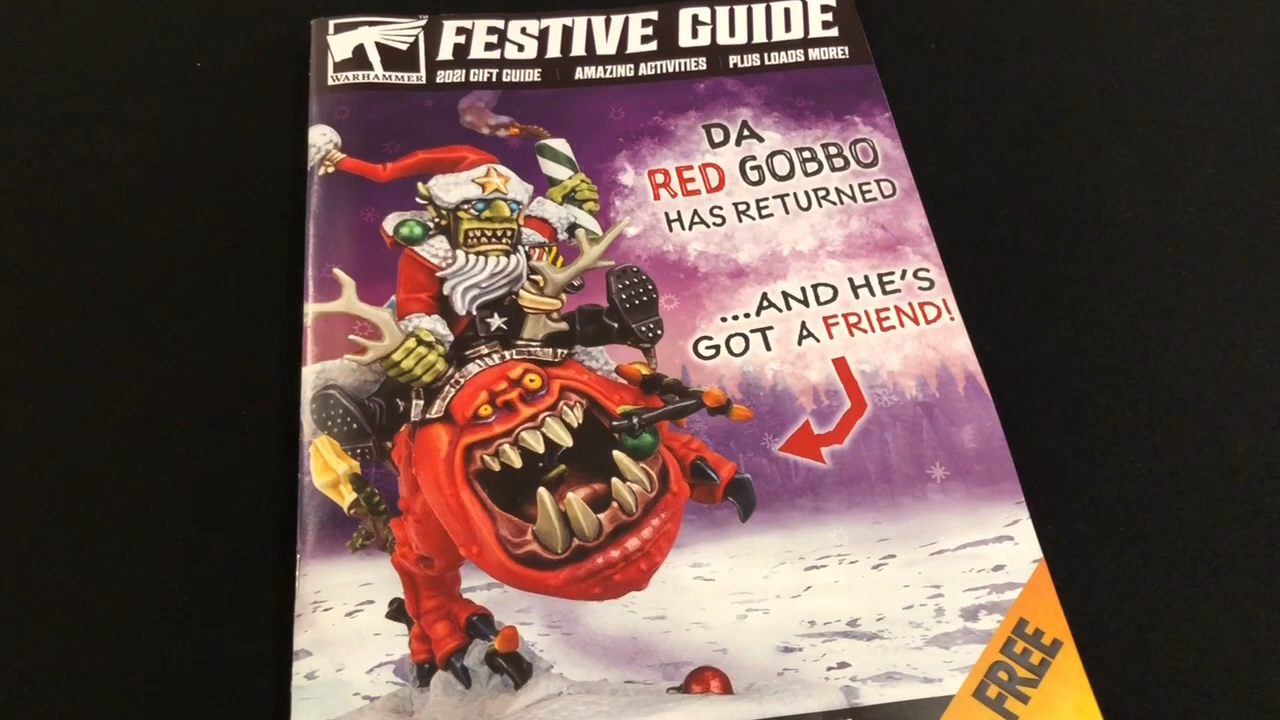 WARHAMMER
TM
FESTIVE GUIDE
2021 GIFT GUIDE
AMAZING ACTIVITIES
PLUS LOADS MORE!
DA
RED GOBBO
HAS RETURNED
...AND HE'S
GOT A FRIEND!
FREE